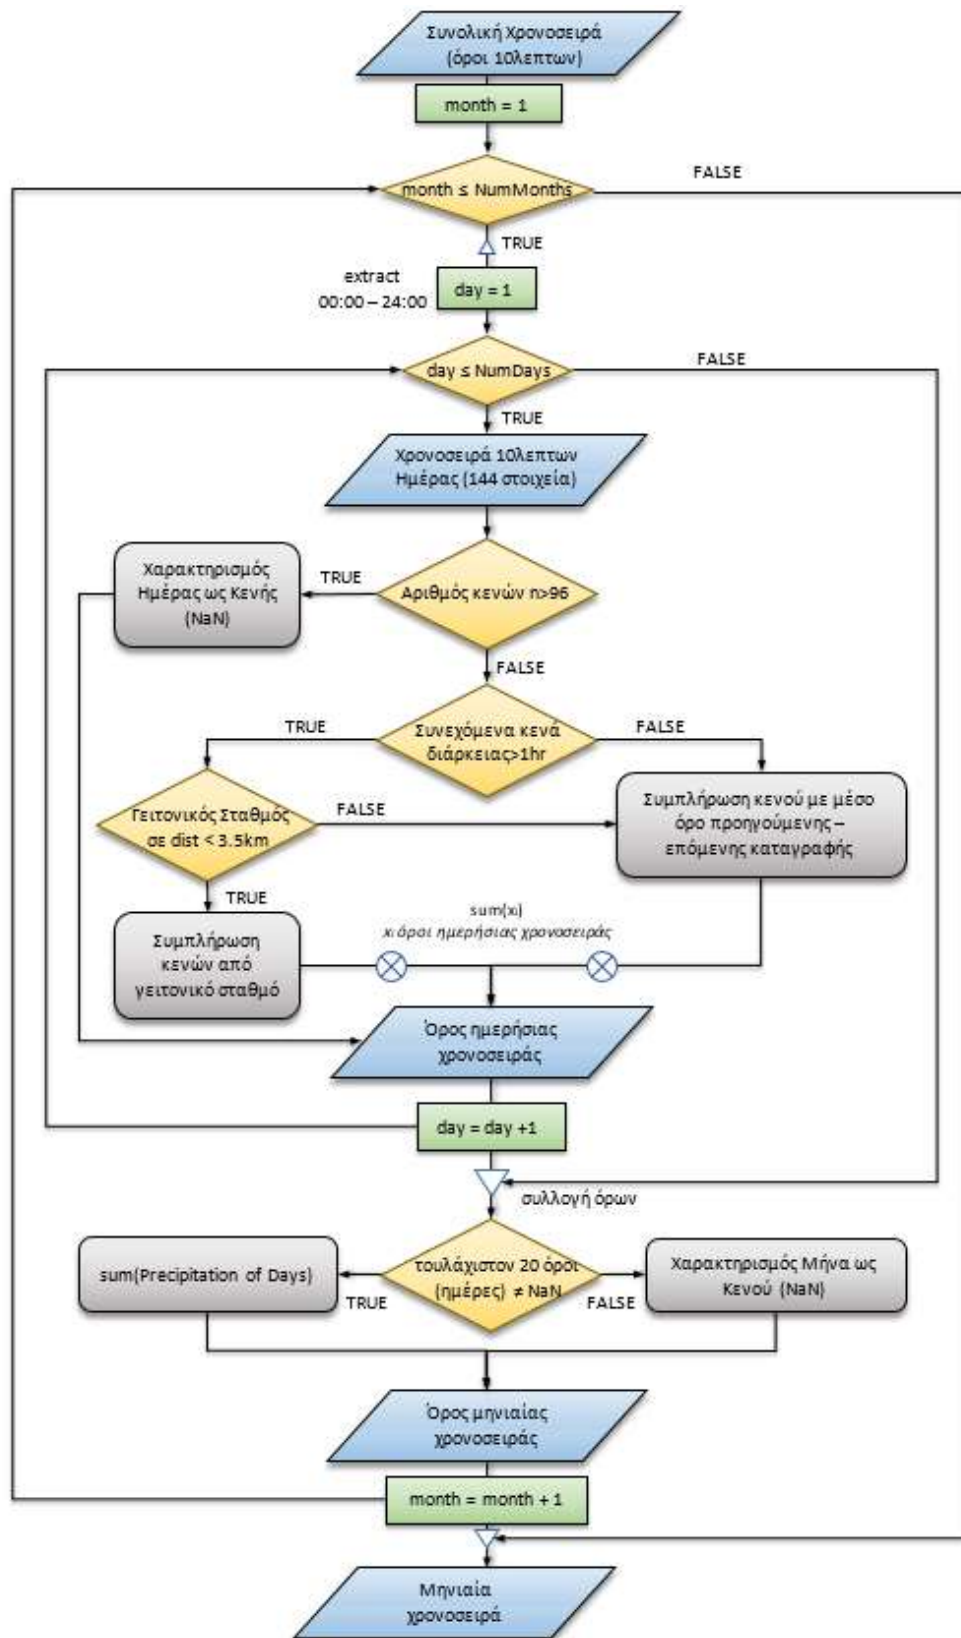 Συνολική Χρονοσειρά
(όροι 10λεπτων)
month = 1
month ≤ NumMonths
FALSE
TRUE
extract
00:00 – 24:00
day = 1
day ≤ NumDays
FALSE
TRUE
Χρονοσειρά 10λεπτων
Ημέρας (144 στοιχεία)
Χαρακτηρισμός
Ημέρας ως Κενής
(NaN)
TRUE
Αριθμός κενών n>96
FALSE
TRUE
Συνεχόμενα κενά
διάρκειας>1hr
FALSE
Γειτονικός Σταθμός
σε dist < 3.5km
FALSE
Συμπλήρωση κενού με μέσο
όρο προηγούμενης –
επόμενης καταγραφής
TRUE
Συμπλήρωση
κενών από
γειτονικό σταθμό
sum(xᵢ)
xᵢ όροι ημερήσιας χρονοσειράς
Όρος ημερήσιας
χρονοσειράς
day = day +1
συλλογή όρων
sum(Precipitation of Days)
TRUE
τουλάχιστον 20 όροι
(ημέρες) ≠ NaN
FALSE
Χαρακτηρισμός Μήνα ως
Κενού (NaN)
Όρος μηνιαίας
χρονοσειράς
month = month + 1
Μηνιαία
χρονοσειρά